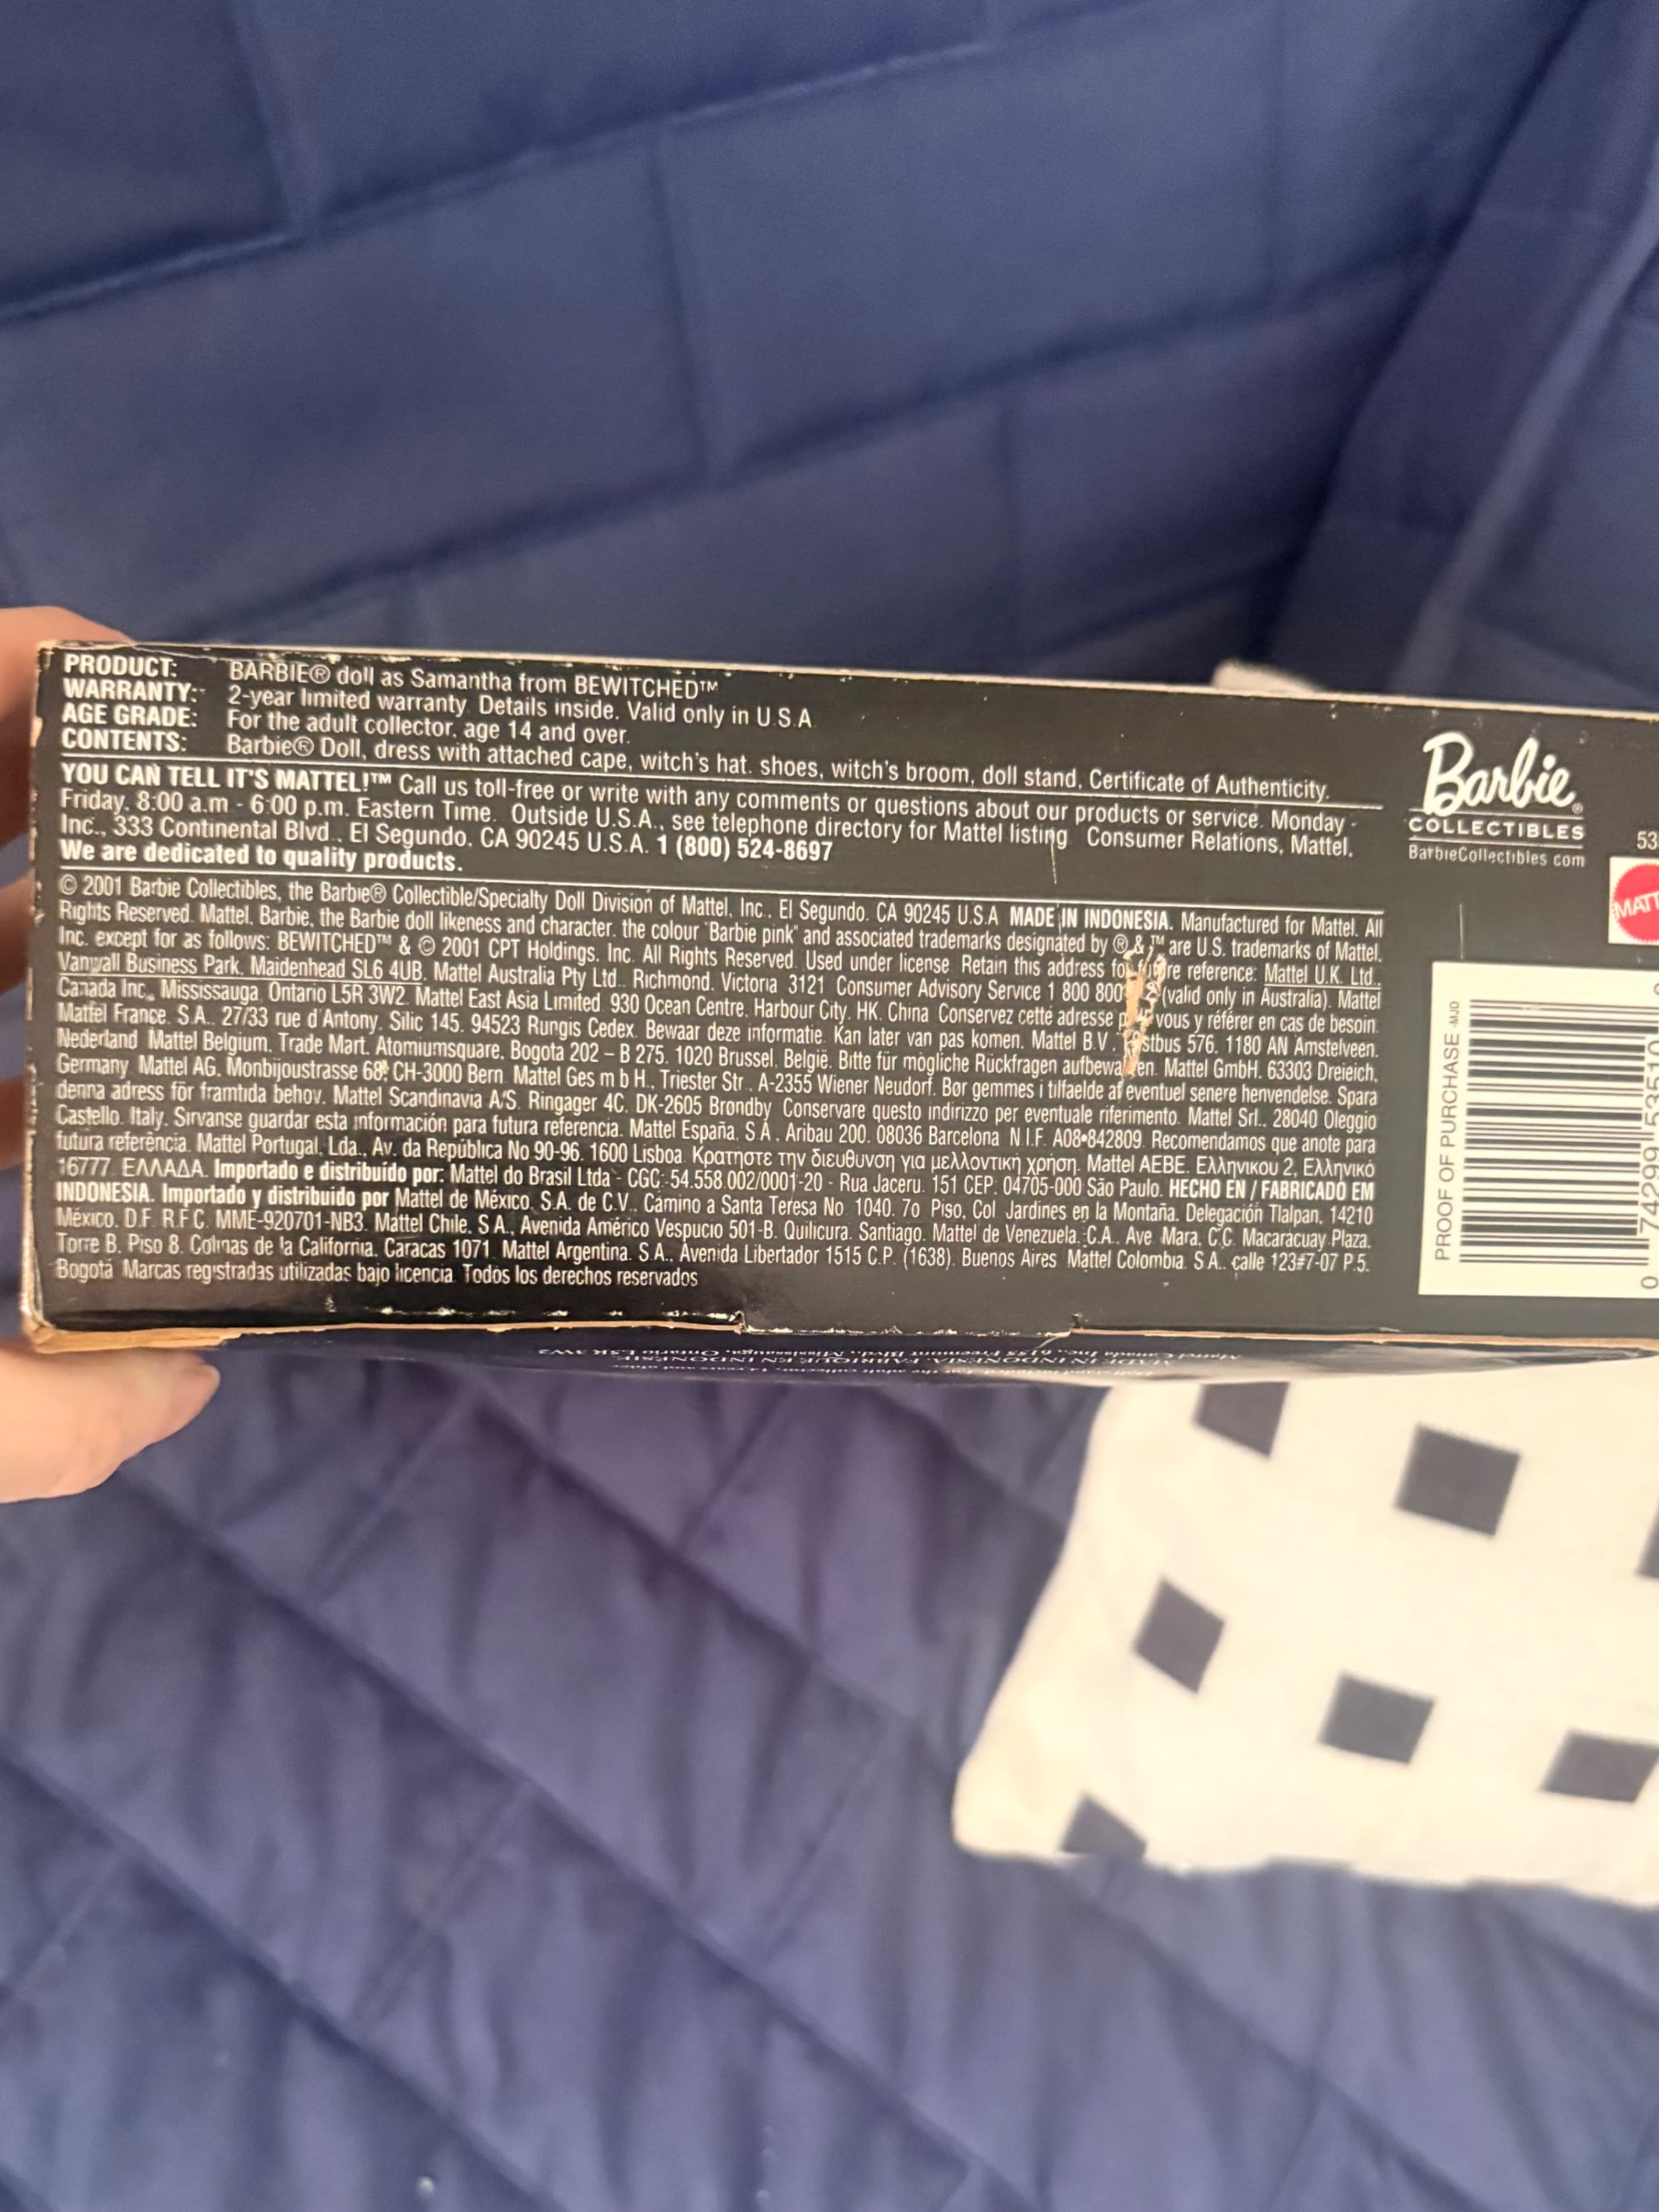 PRODUCT: BARBIE® doll as Samantha from BEWITCHED™
WARRANTY: 2-year limited warranty. Details inside. Valid only in U.S.A.
AGE GRADE: For the adult collector, age 14 and over.
CONTENTS: Barbie® Doll, dress with attached cape, witch's hat, shoes, witch's broom, doll stand, Certificate of Authenticity.
YOU CAN TELL IT'S MATTEL!™ Call us toll-free or write with any comments or questions about our products or service. Monday -
Friday, 8:00 a.m - 6:00 p.m. Eastern Time. Outside U.S.A., see telephone directory for Mattel listing. Consumer Relations, Mattel,
Inc., 333 Continental Blvd., El Segundo, CA 90245 U.S.A. 1 (800) 524-8697
We are dedicated to quality products.
© 2001 Barbie Collectibles, the Barbie® Collectible/Specialty Doll Division of Mattel, Inc., El Segundo, CA 90245 U.S.A MADE IN INDONESIA. Manufactured for Mattel. All
Rights Reserved. Mattel, Barbie, the Barbie doll likeness and character, the colour "Barbie pink" and associated trademarks designated by ® & ™ are U.S. trademarks of Mattel,
Inc. except for as follows: BEWITCHED™ & © 2001 CPT Holdings, Inc. All Rights Reserved. Used under license. Retain this address for reference: Mattel U.K. Ltd.,
Vanwall Business Park, Maidenhead SL6 4UB. Mattel Australia Pty Ltd., Richmond, Victoria 3121 Consumer Advisory Service 1 800 800 (valid only in Australia). Mattel
Canada Inc., Mississauga, Ontario L5R 3W2. Mattel East Asia Limited 930 Ocean Centre, Harbour City, HK, China Conservez cette adresse vous y référer en cas de besoin.
Mattel France, S.A., 27/33 rue d'Antony, Silic 145, 94523 Rungis Cedex. Bewaar deze informatie. Kan later van pas komen. Mattel B.V., 576, 1180 AN Amstelveen,
Nederland Mattel Belgium, Trade Mart, Atomiumsquare, Bogota 202 – B 275, 1020 Brussel, België. Bitte für mögliche Rückfragen Mattel GmbH, 63303 Dreieich,
Germany. Mattel AG, Monbijoustrasse 68, CH-3000 Bern. Mattel Ges m b H., Triester Str., A-2355 Wiener Neudorf. Bør gemmes i tilfaelde af eventuel senere henvendelse. Spara
denna adress för framtida behov. Mattel Scandinavia A/S, Ringager 4C, DK-2605 Brøndby Conservare questo indirizzo per eventuale riferimento. Mattel Srl., 28040 Oleggio
Castello, Italy. Sirvanse guardar esta información para futura referencia. Mattel España, S.A., Aribau 200, 08036 Barcelona N.I.F. A08•842809. Recomendamos que anote para
futura referência. Mattel Portugal, Lda., Av. da República No 90-96, 1600 Lisboa. Κρατηστε την διευθυνση για μελλοντική χρήση. Mattel AEBE, Ελληνικου 2, Ελληνικό
16777, ΕΛΛΑΔΑ. Importado e distribuído por: Mattel do Brasil Ltda - CGC: 54.558 002/0001-20 - Rua Jaceru, 151 CEP: 04705-000 São Paulo. HECHO EN / FABRICADO EM
INDONESIA. Importado y distribuido por Mattel de México, S.A. de C.V., Camino a Santa Teresa No 1040, 7o Piso, Col Jardines en la Montaña, Delegación Tlalpan, 14210
México, D.F. R.F.C. MME-920701-NB3. Mattel Chile, S A., Avenida Américo Vespucio 501-B, Quilicura, Santiago. Mattel de Venezuela, C.A., Ave. Mara, C.C. Macaracuay Plaza,
Torre B, Piso 8, Colinas de la California, Caracas 1071. Mattel Argentina, S.A., Avenida Libertador 1515 C.P. (1638), Buenos Aires Mattel Colombia, S.A., calle 123#7-07 P.5,
Bogotá Marcas registradas utilizadas bajo licencia. Todos los derechos reservados
Barbie®
COLLECTIBLES
BarbieCollectibles com
53
MATT
PROOF OF PURCHASE -MJ0
0 74299 53510
MADE IN INDONESIA. FABRIQUÉ EN INDONÉSIE
Mattel Canada Inc., 6155 Freemont Blvd., Mississauga, Ontario L5R 3W2